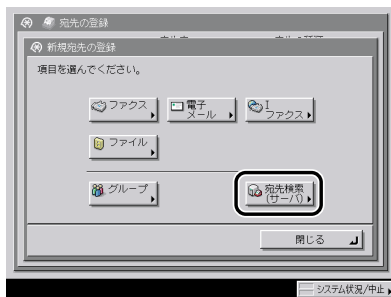 宛先の登録
新規宛先の登録
項目を選んでください。
ファクス
電子
メール
I
ファクス
ファイル
グループ
宛先検索
(サーバ)
閉じる
システム状況/中止